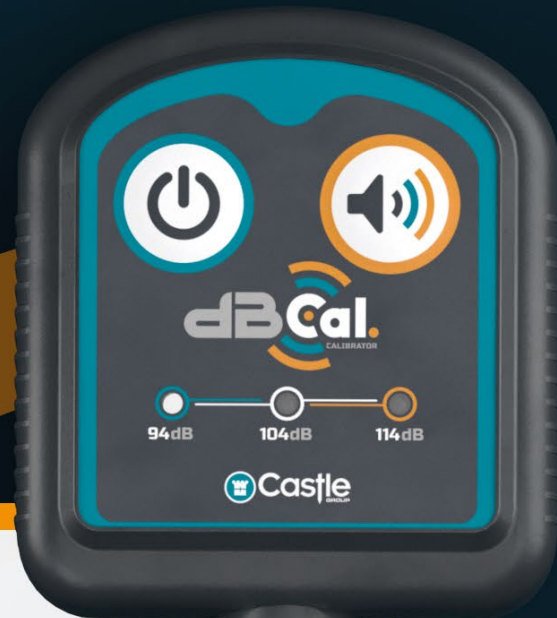 dBCal.
CALIBRATOR
94dB 104dB 114dB
Castle
GROUP